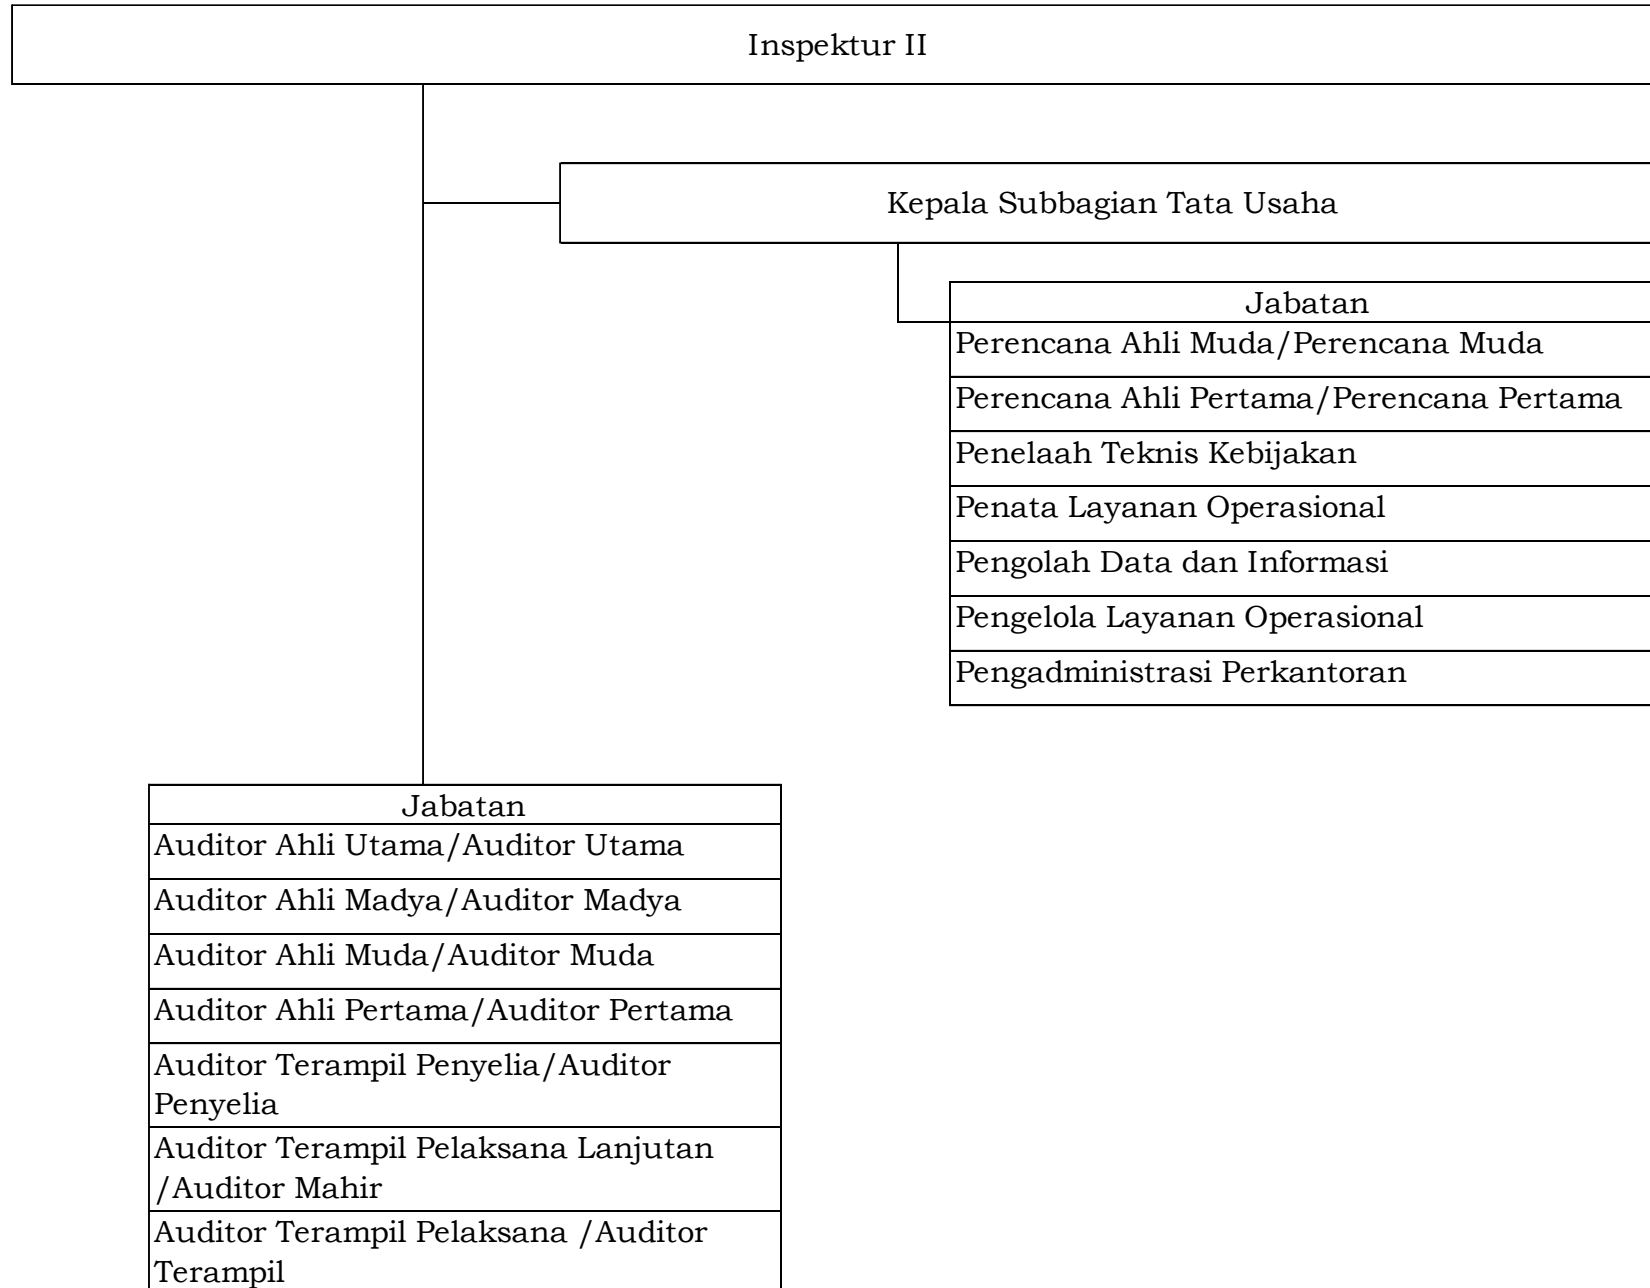 Inspektur II
Kepala Subbagian Tata Usaha
Jabatan
Perencana Ahli Muda/Perencana Muda
Perencana Ahli Pertama/Perencana Pertama
Penelaah Teknis Kebijakan
Penata Layanan Operasional
Pengolah Data dan Informasi
Pengelola Layanan Operasional
Pengadministrasi Perkantoran
Jabatan
Auditor Ahli Utama/Auditor Utama
Auditor Ahli Madya/Auditor Madya
Auditor Ahli Muda/Auditor Muda
Auditor Ahli Pertama/Auditor Pertama
Auditor Terampil Penyelia/Auditor
Penyelia
Auditor Terampil Pelaksana Lanjutan
/Auditor Mahir
Auditor Terampil Pelaksana /Auditor
Terampil